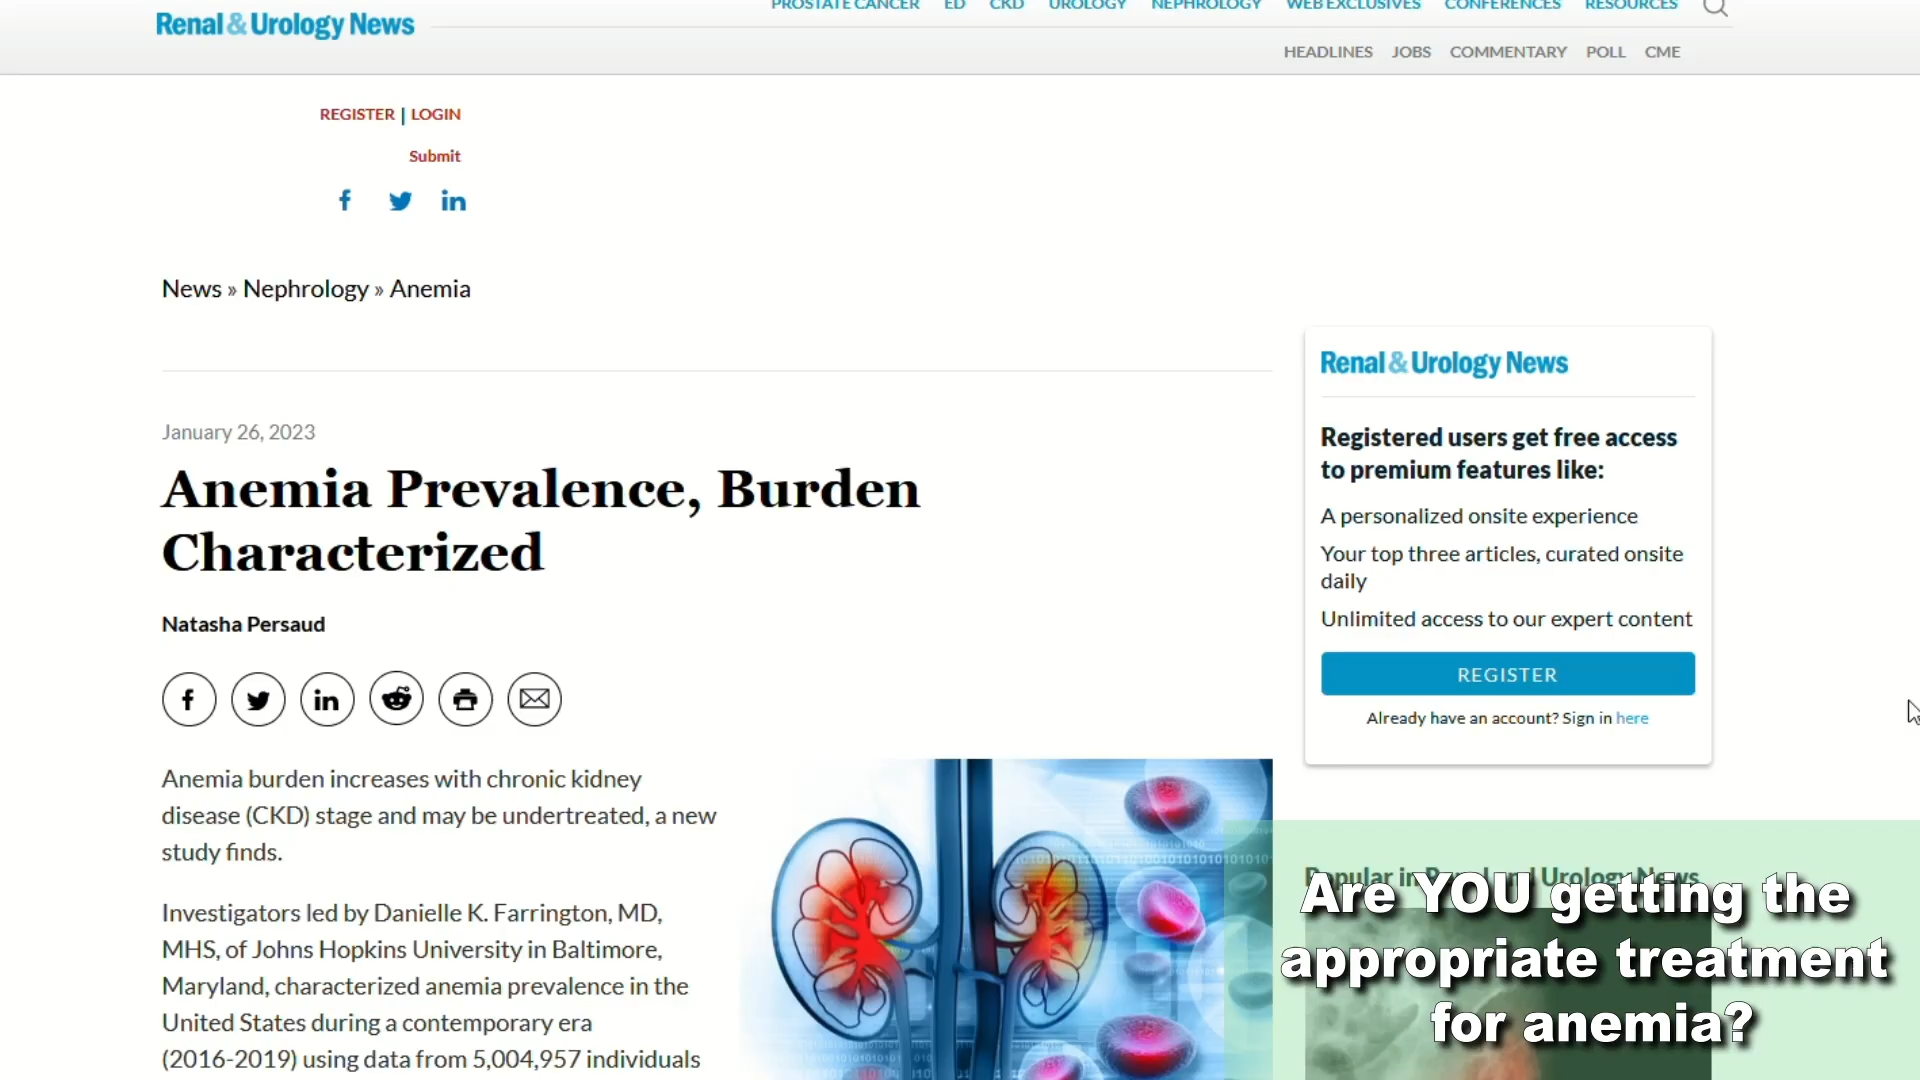 PROSTATE CANCER ED CKD UROLOGY NEPHROLOGY WEB EXCLUSIVES CONFERENCES RESOURCES
Renal & Urology News
HEADLINES JOBS COMMENTARY POLL CME
REGISTER | LOGIN
Submit
News » Nephrology » Anemia
January 26, 2023
Anemia Prevalence, Burden
Characterized
Natasha Persaud
Anemia burden increases with chronic kidney
disease (CKD) stage and may be undertreated, a new
study finds.
Investigators led by Danielle K. Farrington, MD,
MHS, of Johns Hopkins University in Baltimore,
Maryland, characterized anemia prevalence in the
United States during a contemporary era
(2016-2019) using data from 5,004,957 individuals
Renal & Urology News
Registered users get free access
to premium features like:
A personalized onsite experience
Your top three articles, curated onsite
daily
Unlimited access to our expert content
REGISTER
Already have an account? Sign in here
Popular in Renal and Urology News
Are YOU getting the
appropriate treatment
for anemia?